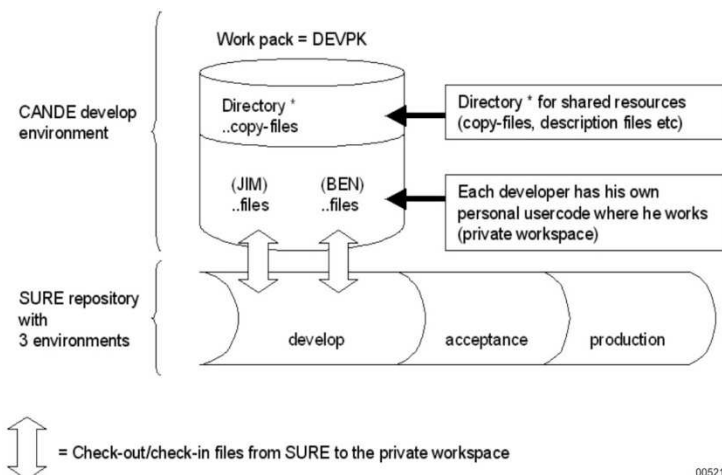 Work pack = DEVPK
CANDE develop
environment
Directory *
..copy-files
Directory * for shared resources
(copy-files, description files etc)
(JIM)
..files
(BEN)
..files
Each developer has his own
personal usercode where he works
(private workspace)
SURE repository
with
3 environments
develop
acceptance
production
= Check-out/check-in files from SURE to the private workspace
00521